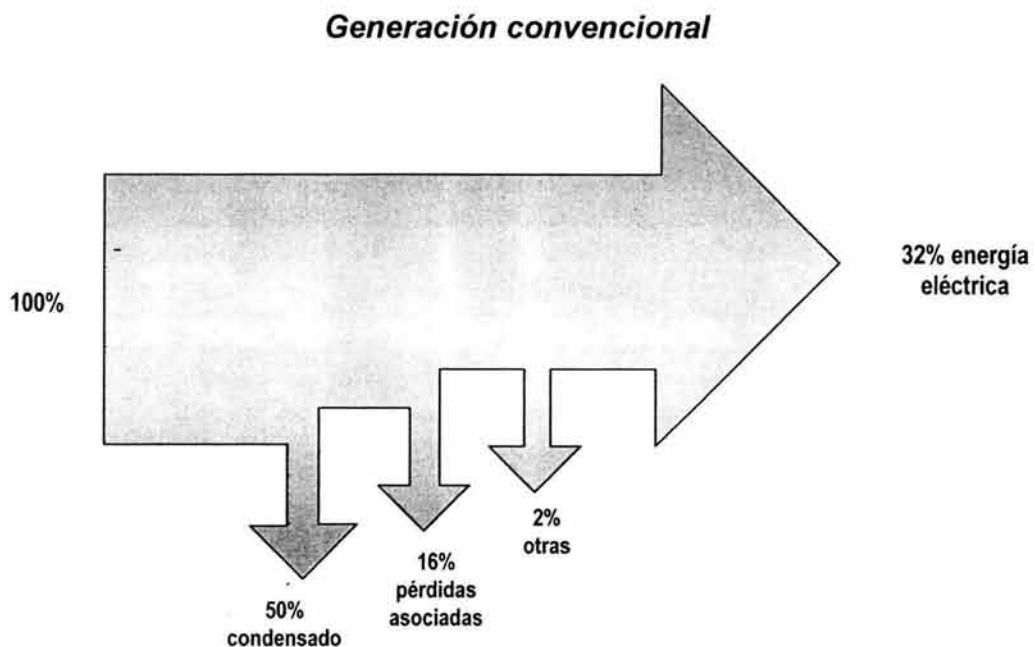 Generación convencional
100%
32% energía
eléctrica
2%
otras
16%
pérdidas
asociadas
50%
condensado